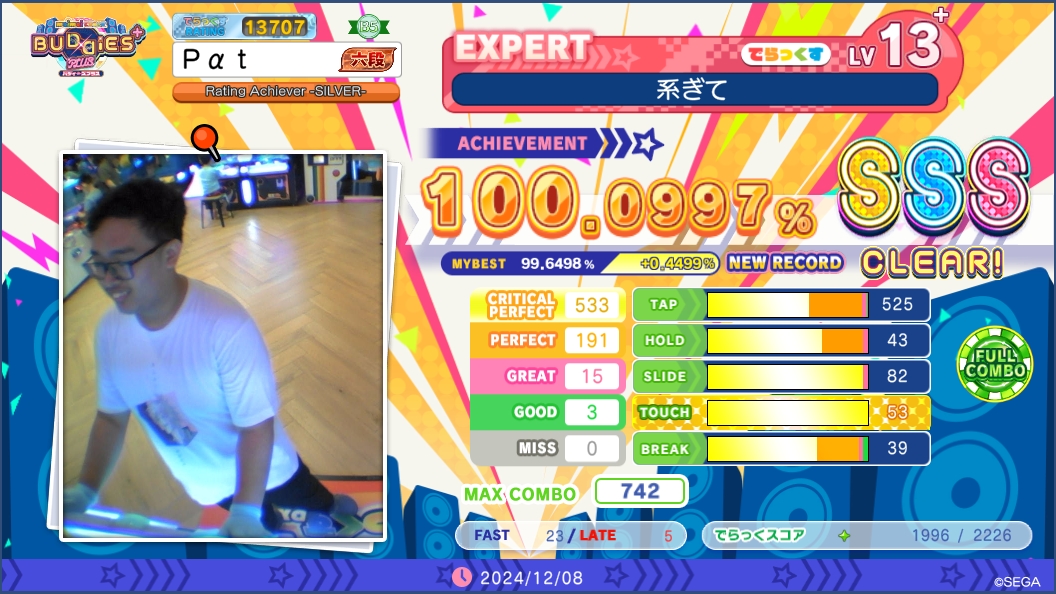 BUDDiES+
PLUS
バディーズプラス
でらっくす
RATING 13707
135
Pαt 六段
Rating Achiever -SILVER-
EXPERT でらっくす LV 13+
系ぎて
ACHIEVEMENT
100.0997% SSS
MYBEST 99.6498% +0.4499% NEW RECORD CLEAR!
CRITICAL PERFECT 533 TAP 525
PERFECT 191 HOLD 43
GREAT 15 SLIDE 82
GOOD 3 TOUCH 53
MISS 0 BREAK 39
FULL COMBO
MAX COMBO 742
FAST 23 / LATE 5 でらっくスコア 1996 / 2226
2024/12/08
©SEGA